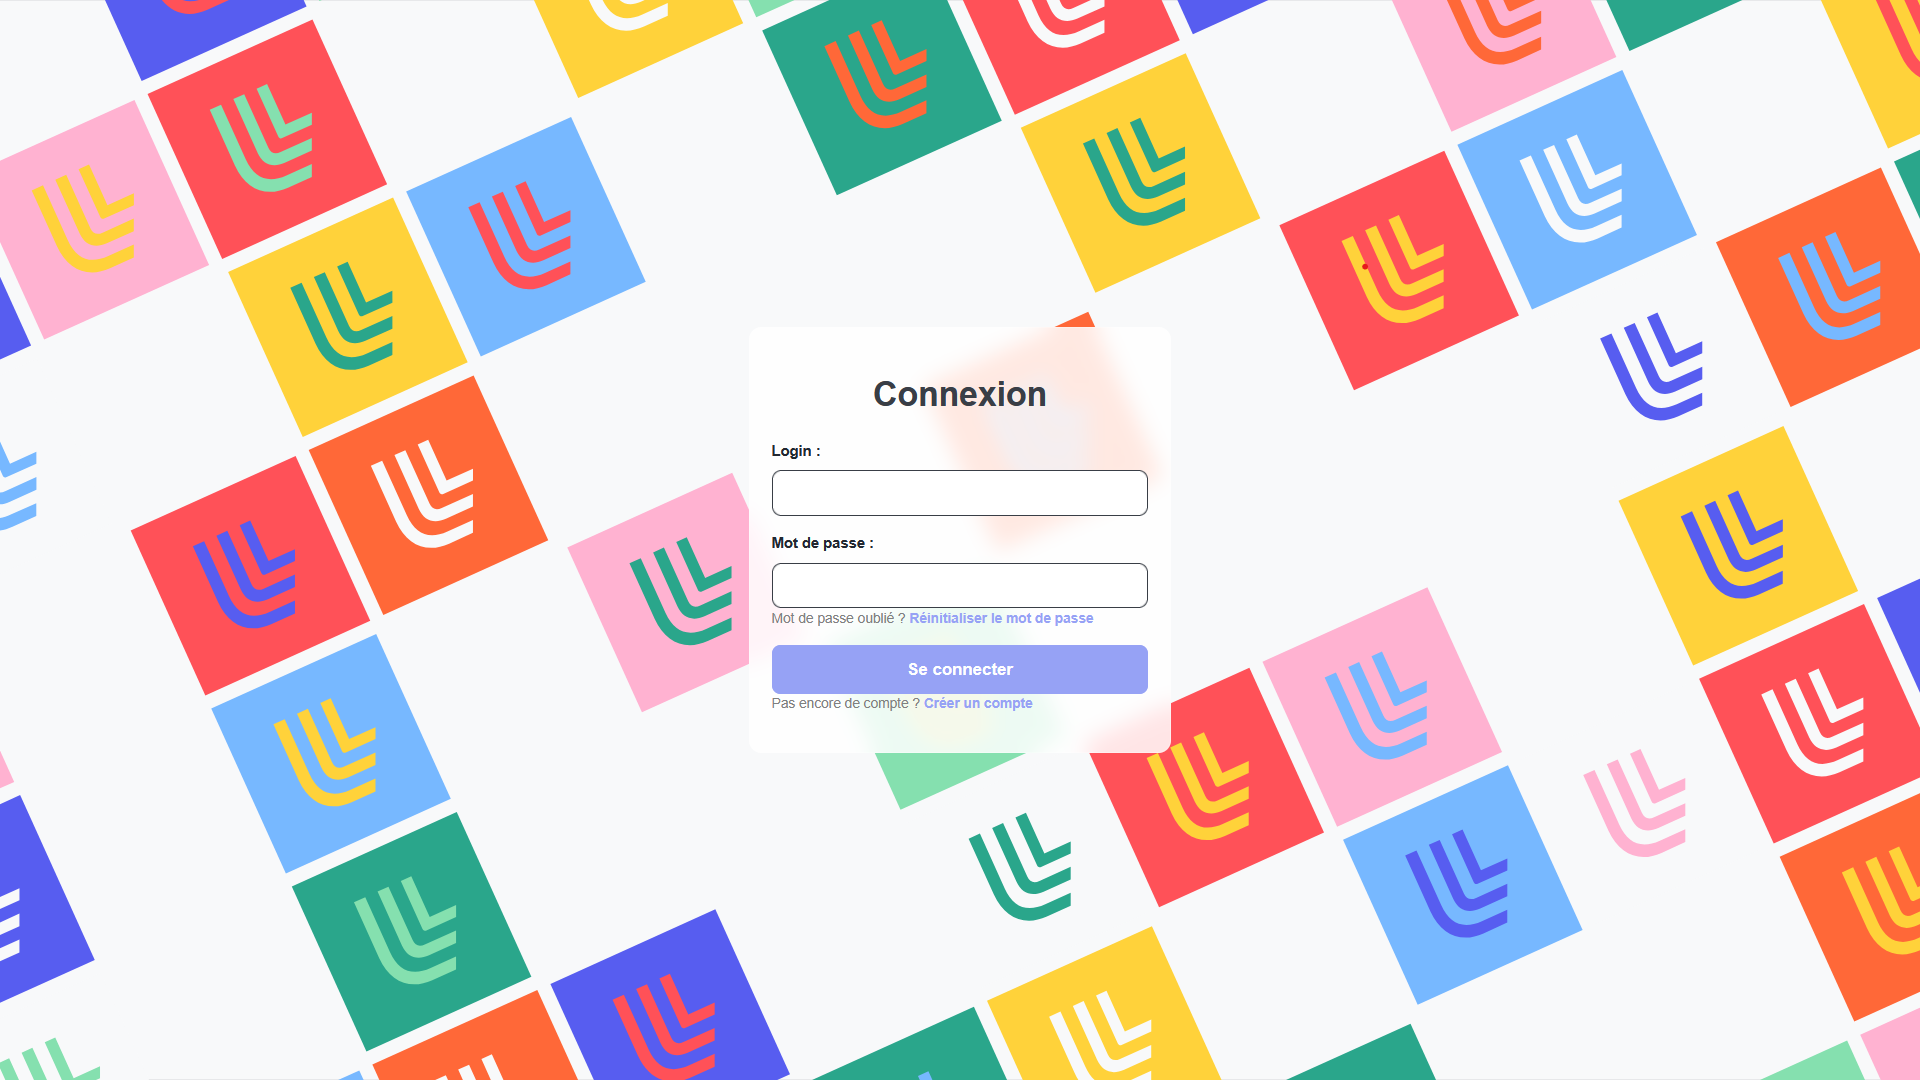 Connexion
Login :
Mot de passe :
Mot de passe oublié ? Réinitialiser le mot de passe
Se connecter
Pas encore de compte ? Créer un compte